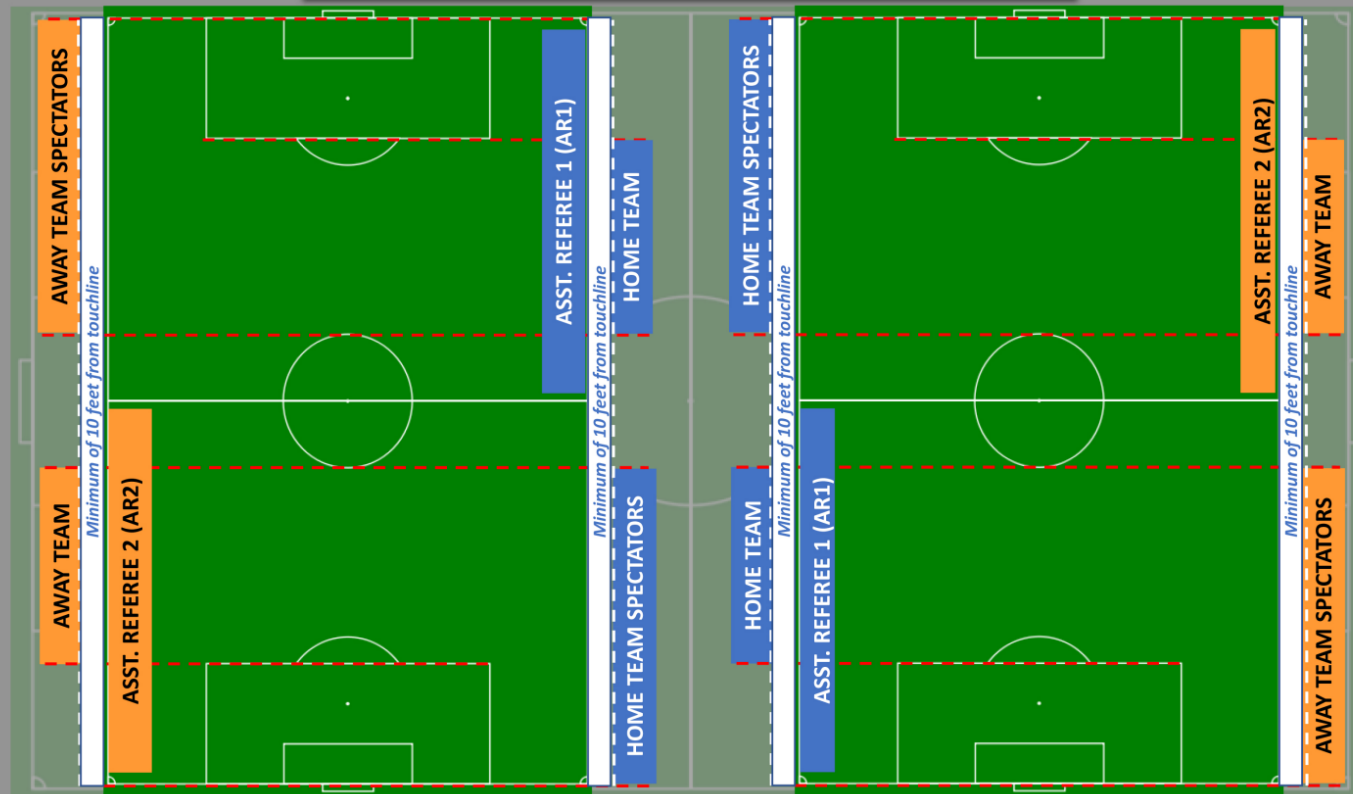 AWAY TEAM SPECTATORS
AWAY TEAM
Minimum of 10 feet from touchline
ASST. REFEREE 2 (AR2)
ASST. REFEREE 1 (AR1)
Minimum of 10 feet from touchline
HOME TEAM
HOME TEAM SPECTATORS
HOME TEAM SPECTATORS
HOME TEAM
Minimum of 10 feet from touchline
ASST. REFEREE 1 (AR1)
ASST. REFEREE 2 (AR2)
Minimum of 10 feet from touchline
AWAY TEAM
AWAY TEAM SPECTATORS